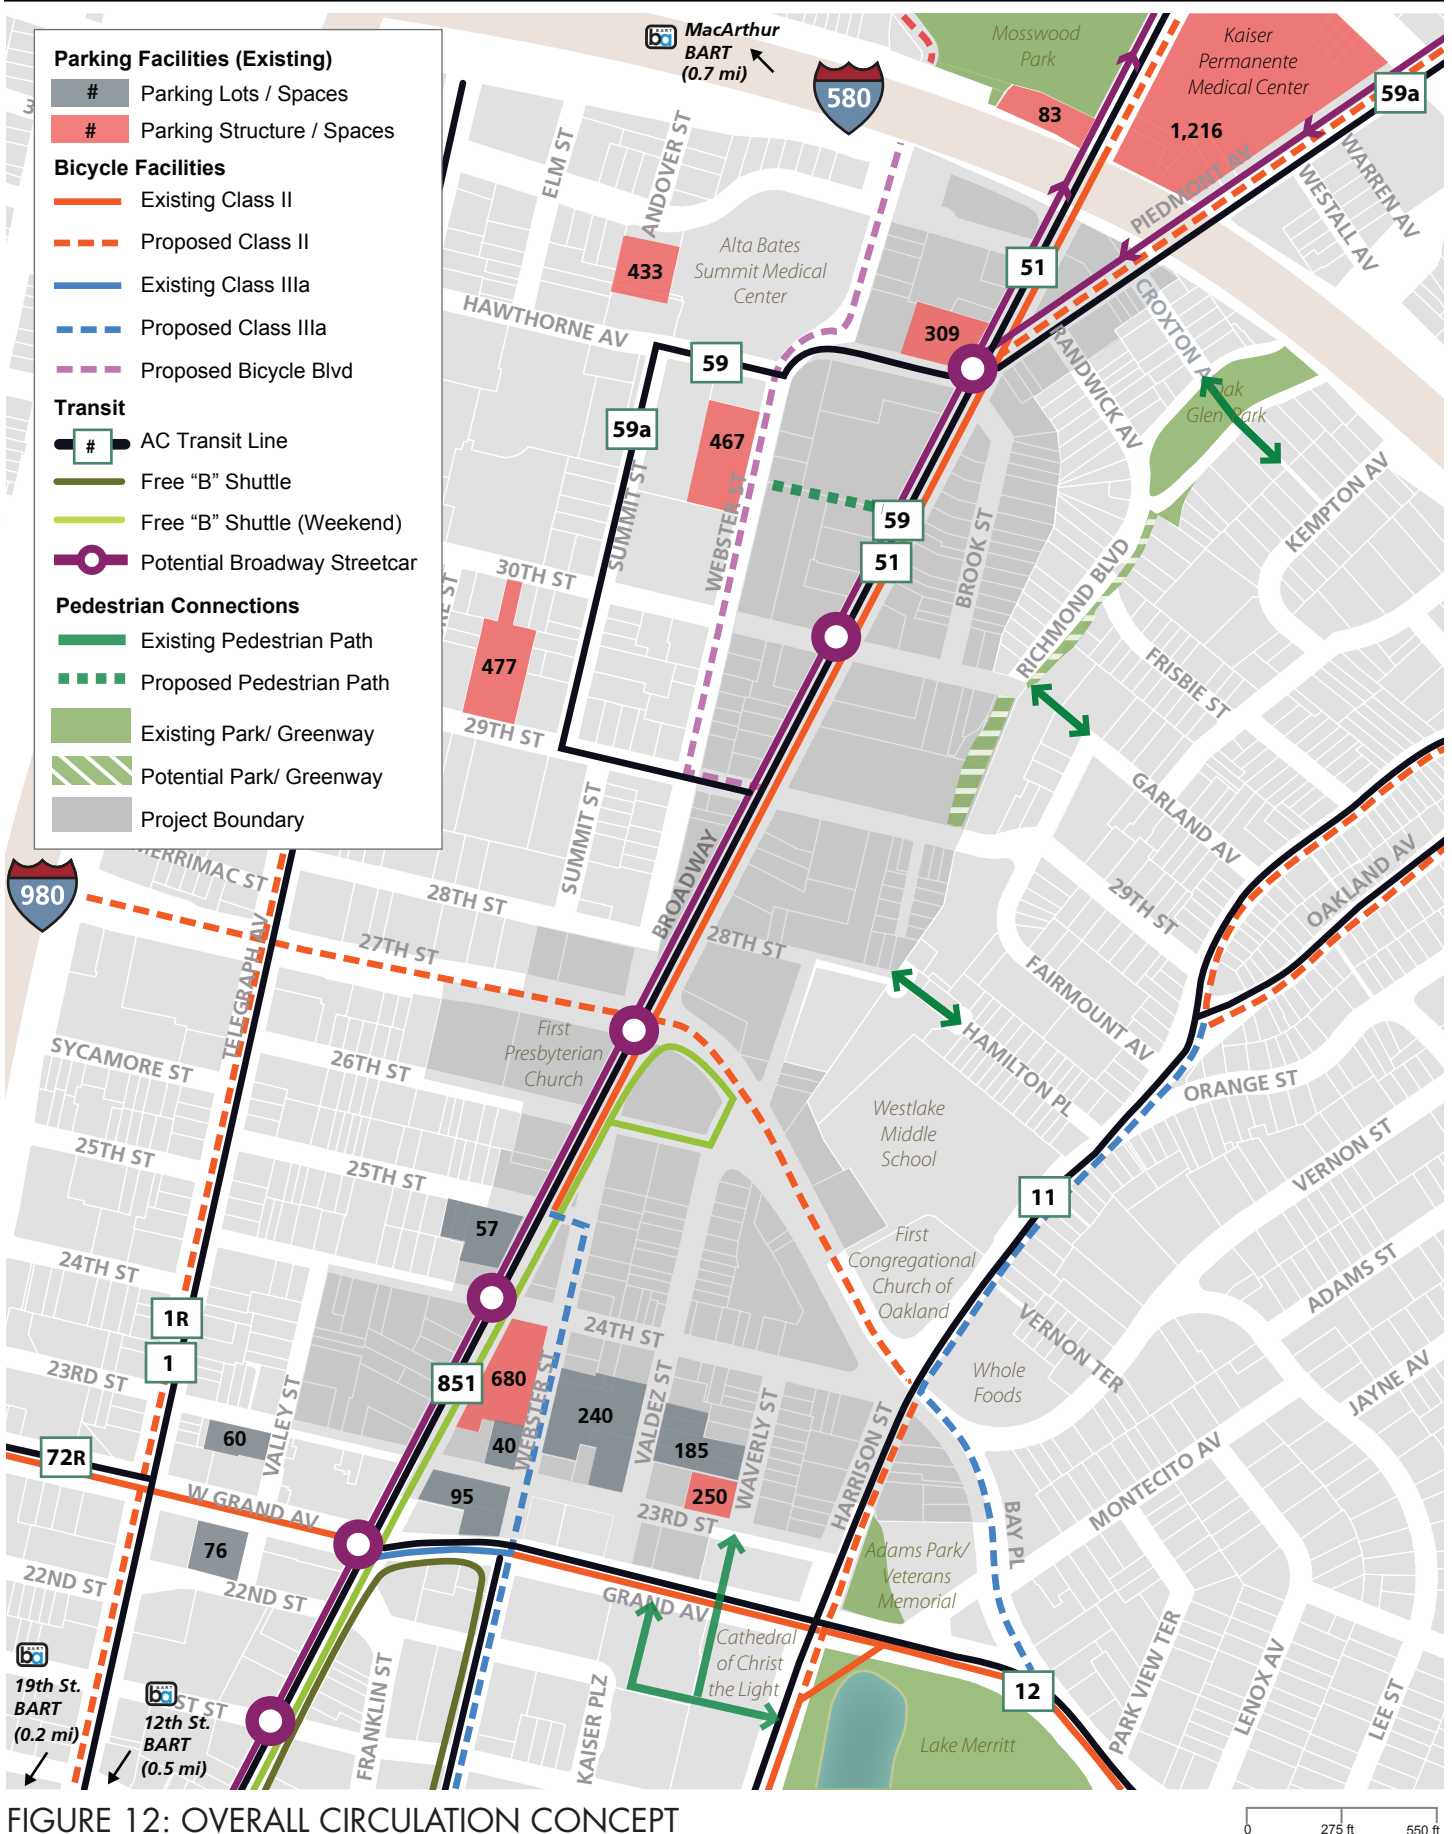 Parking Facilities (Existing)
# Parking Lots / Spaces
# Parking Structure / Spaces
Bicycle Facilities
Existing Class II
Proposed Class II
Existing Class IIIa
Proposed Class IIIa
Proposed Bicycle Blvd
Transit
# AC Transit Line
Free “B” Shuttle
Free “B” Shuttle (Weekend)
Potential Broadway Streetcar
Pedestrian Connections
Existing Pedestrian Path
Proposed Pedestrian Path
Existing Park/ Greenway
Potential Park/ Greenway
Project Boundary
MacArthur
BART
(0.7 mi)
580
Mosswood
Park
83
Kaiser
Permanente
Medical Center
1,216
59a
PIEDMONT AV
WARREN AV
WESTALL AV
ELM ST
ANDOVER ST
433
Alta Bates
Summit Medical
Center
HAWTHORNE AV
59
309
51
RANDWICK AV
Oak
Glen Park
59a
467
SUMMIT ST
WEBSTER ST
59
51
BROOK ST
KEMPTON AV
RICHMOND BLVD
30TH ST
477
29TH ST
FRISBIE ST
GARLAND AV
29TH ST
OAKLAND AV
980
MERRIMAC ST
28TH ST
SUMMIT ST
BROADWAY
28TH ST
27TH ST
TELEGRAPH AV
FAIRMOUNT AV
HAMILTON PL
ORANGE ST
First
Presbyterian
Church
SYCAMORE ST
26TH ST
Westlake
Middle
School
25TH ST
25TH ST
57
11
VERNON ST
First
Congregational
Church of
Oakland
24TH ST
ADAMS ST
1R
1
24TH ST
VERNON TER
23RD ST
851
680
WEBSTER ST
240
VALDEZ ST
185
WAVERLY ST
Whole
Foods
JAYNE AV
VALLEY ST
60
40
72R
W GRAND AV
95
250
23RD ST
HARRISON ST
MONTECITO AV
BAY PL
76
22ND ST
22ND ST
GRAND AV
Adams Park/
Veterans
Memorial
Cathedral
of Christ
the Light
19th St.
BART
(0.2 mi)
12th St.
BART
(0.5 mi)
FRANKLIN ST
KAISER PLZ
12
Lake Merritt
PARK VIEW TER
LENOX AV
LEE ST
FIGURE 12: OVERALL CIRCULATION CONCEPT
0 275 ft 550 ft